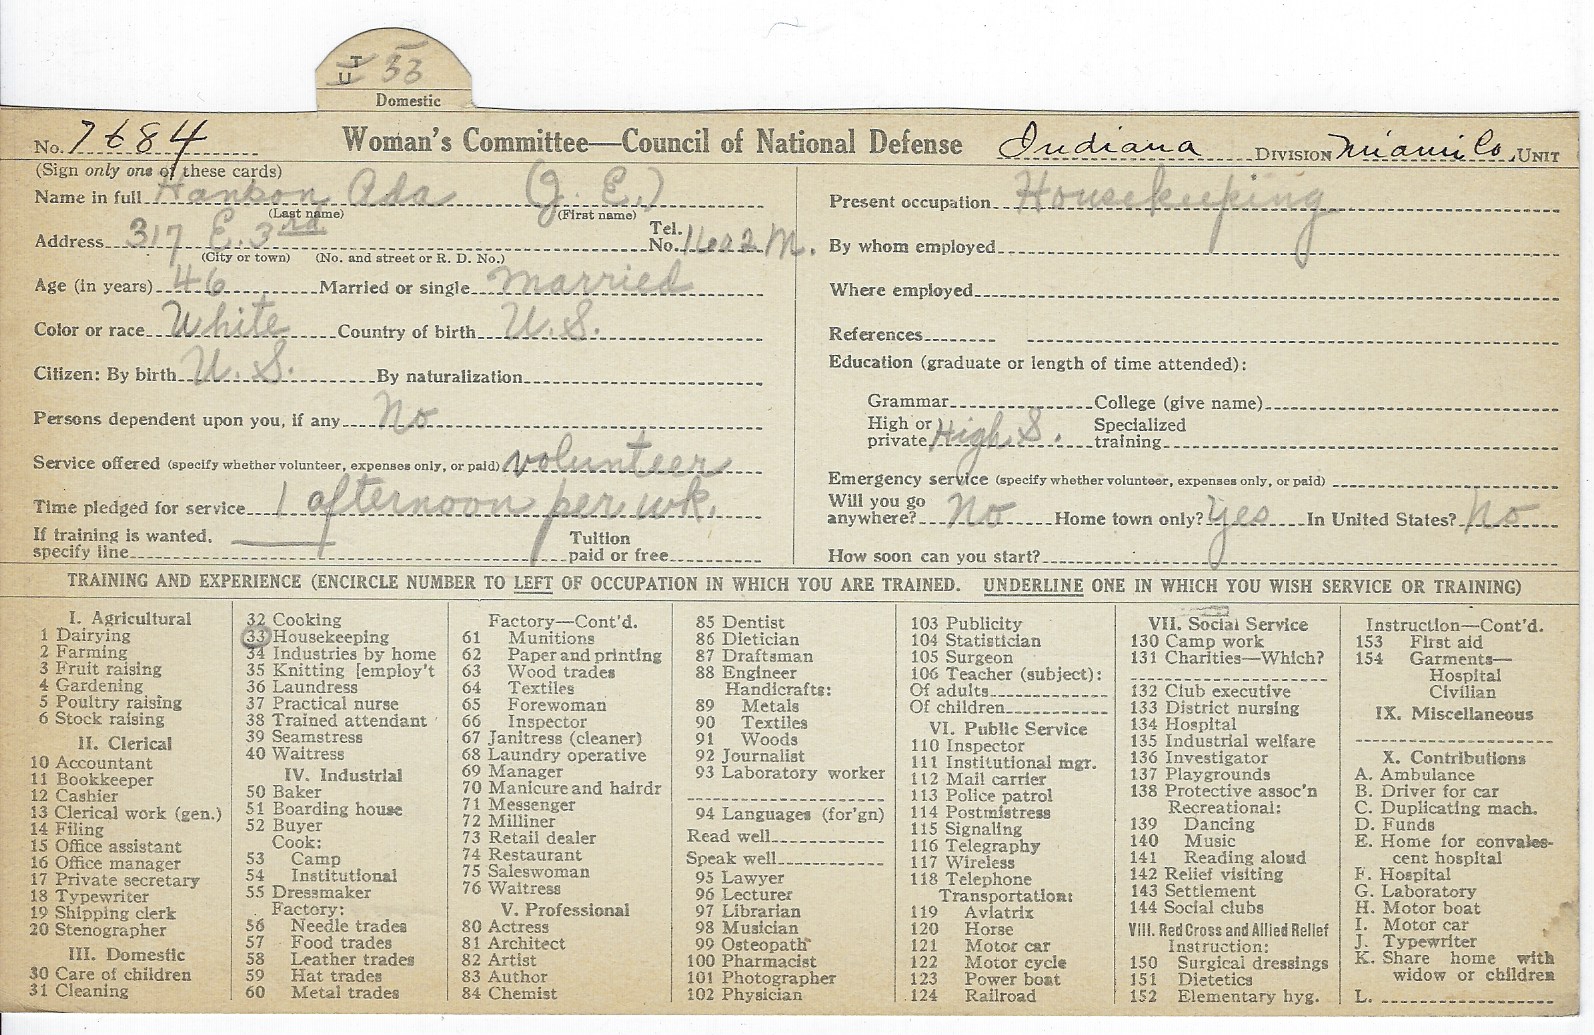 33
Domestic
No. 7684 Woman's Committee—Council of National Defense Indiana DIVISION Miami Co. UNIT
(Sign only one of these cards)
Name in full Hankson Ada (J. E.)
(Last name) (First name)
Address 317 E. 3rd Tel. No. 1602 M.
(City or town) (No. and street or R. D. No.)
Age (in years) 46 Married or single married
Color or race White Country of birth U. S.
Citizen: By birth U. S. By naturalization
Persons dependent upon you, if any No
Service offered (specify whether volunteer, expenses only, or paid) volunteer
Time pledged for service 1 afternoon per wk.
If training is wanted, specify line Tuition paid or free
Present occupation Housekeeping
By whom employed
Where employed
References
Education (graduate or length of time attended):
Grammar College (give name)
High or private High S. Specialized training
Emergency service (specify whether volunteer, expenses only, or paid)
Will you go anywhere? No Home town only? Yes In United States? No
How soon can you start?
TRAINING AND EXPERIENCE (ENCIRCLE NUMBER TO LEFT OF OCCUPATION IN WHICH YOU ARE TRAINED. UNDERLINE ONE IN WHICH YOU WISH SERVICE OR TRAINING)
I. Agricultural
1 Dairying
2 Farming
3 Fruit raising
4 Gardening
5 Poultry raising
6 Stock raising
II. Clerical
10 Accountant
11 Bookkeeper
12 Cashier
13 Clerical work (gen.)
14 Filing
15 Office assistant
16 Office manager
17 Private secretary
18 Typewriter
19 Shipping clerk
20 Stenographer
III. Domestic
30 Care of children
31 Cleaning
32 Cooking
33 Housekeeping
34 Industries by home
35 Knitting [employ't
36 Laundress
37 Practical nurse
38 Trained attendant
39 Seamstress
40 Waitress
IV. Industrial
50 Baker
51 Boarding house
52 Buyer
Cook:
53 Camp
54 Institutional
55 Dressmaker
Factory:
56 Needle trades
57 Food trades
58 Leather trades
59 Hat trades
60 Metal trades
Factory—Cont'd.
61 Munitions
62 Paper and printing
63 Wood trades
64 Textiles
65 Forewoman
66 Inspector
67 Janitress (cleaner)
68 Laundry operative
69 Manager
70 Manicure and hairdr
71 Messenger
72 Milliner
73 Retail dealer
74 Restaurant
75 Saleswoman
76 Waitress
V. Professional
80 Actress
81 Architect
82 Artist
83 Author
84 Chemist
85 Dentist
86 Dietician
87 Draftsman
88 Engineer
Handicrafts:
89 Metals
90 Textiles
91 Woods
92 Journalist
93 Laboratory worker
94 Languages (for'gn)
Read well
Speak well
95 Lawyer
96 Lecturer
97 Librarian
98 Musician
99 Osteopath
100 Pharmacist
101 Photographer
102 Physician
103 Publicity
104 Statistician
105 Surgeon
106 Teacher (subject):
Of adults
Of children
VI. Public Service
110 Inspector
111 Institutional mgr.
112 Mail carrier
113 Police patrol
114 Postmistress
115 Signaling
116 Telegraphy
117 Wireless
118 Telephone
Transportation:
119 Aviatrix
120 Horse
121 Motor car
122 Motor cycle
123 Power boat
124 Railroad
VII. Social Service
130 Camp work
131 Charities—Which?
132 Club executive
133 District nursing
134 Hospital
135 Industrial welfare
136 Investigator
137 Playgrounds
138 Protective assoc'n
Recreational:
139 Dancing
140 Music
141 Reading aloud
142 Relief visiting
143 Settlement
144 Social clubs
VIII. Red Cross and Allied Relief
Instruction:
150 Surgical dressings
151 Dietetics
152 Elementary hyg.
Instruction—Cont'd.
153 First aid
154 Garments—
Hospital
Civilian
IX. Miscellaneous
X. Contributions
A. Ambulance
B. Driver for car
C. Duplicating mach.
D. Funds
E. Home for convales-
cent hospital
F. Hospital
G. Laboratory
H. Motor boat
I. Motor car
J. Typewriter
K. Share home with
widow or children
L.